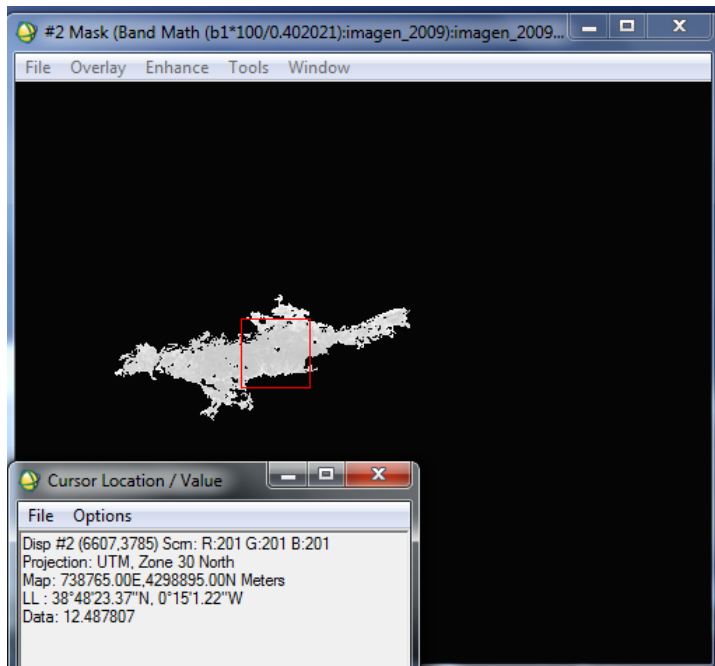 #2 Mask (Band Math (b1*100/0.402021):imagen_2009):imagen_2009...
File Overlay Enhance Tools Window
Cursor Location / Value
File Options
Disp #2 (6607,3785) Scrn: R:201 G:201 B:201
Projection: UTM, Zone 30 North
Map: 738765.00E,4298895.00N Meters
LL : 38°48'23.37"N, 0°15'1.22"W
Data: 12.487807